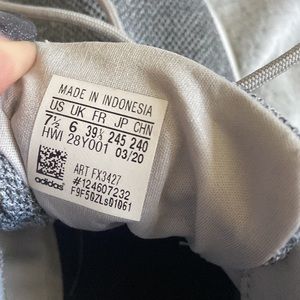 MADE IN INDONESIA
US UK FR JP CHN
7½ 6 39⅓ 245 240
HWI 28Y001 03/20
ART FX3427
#124607232
F9F5DZLs01061
adidas